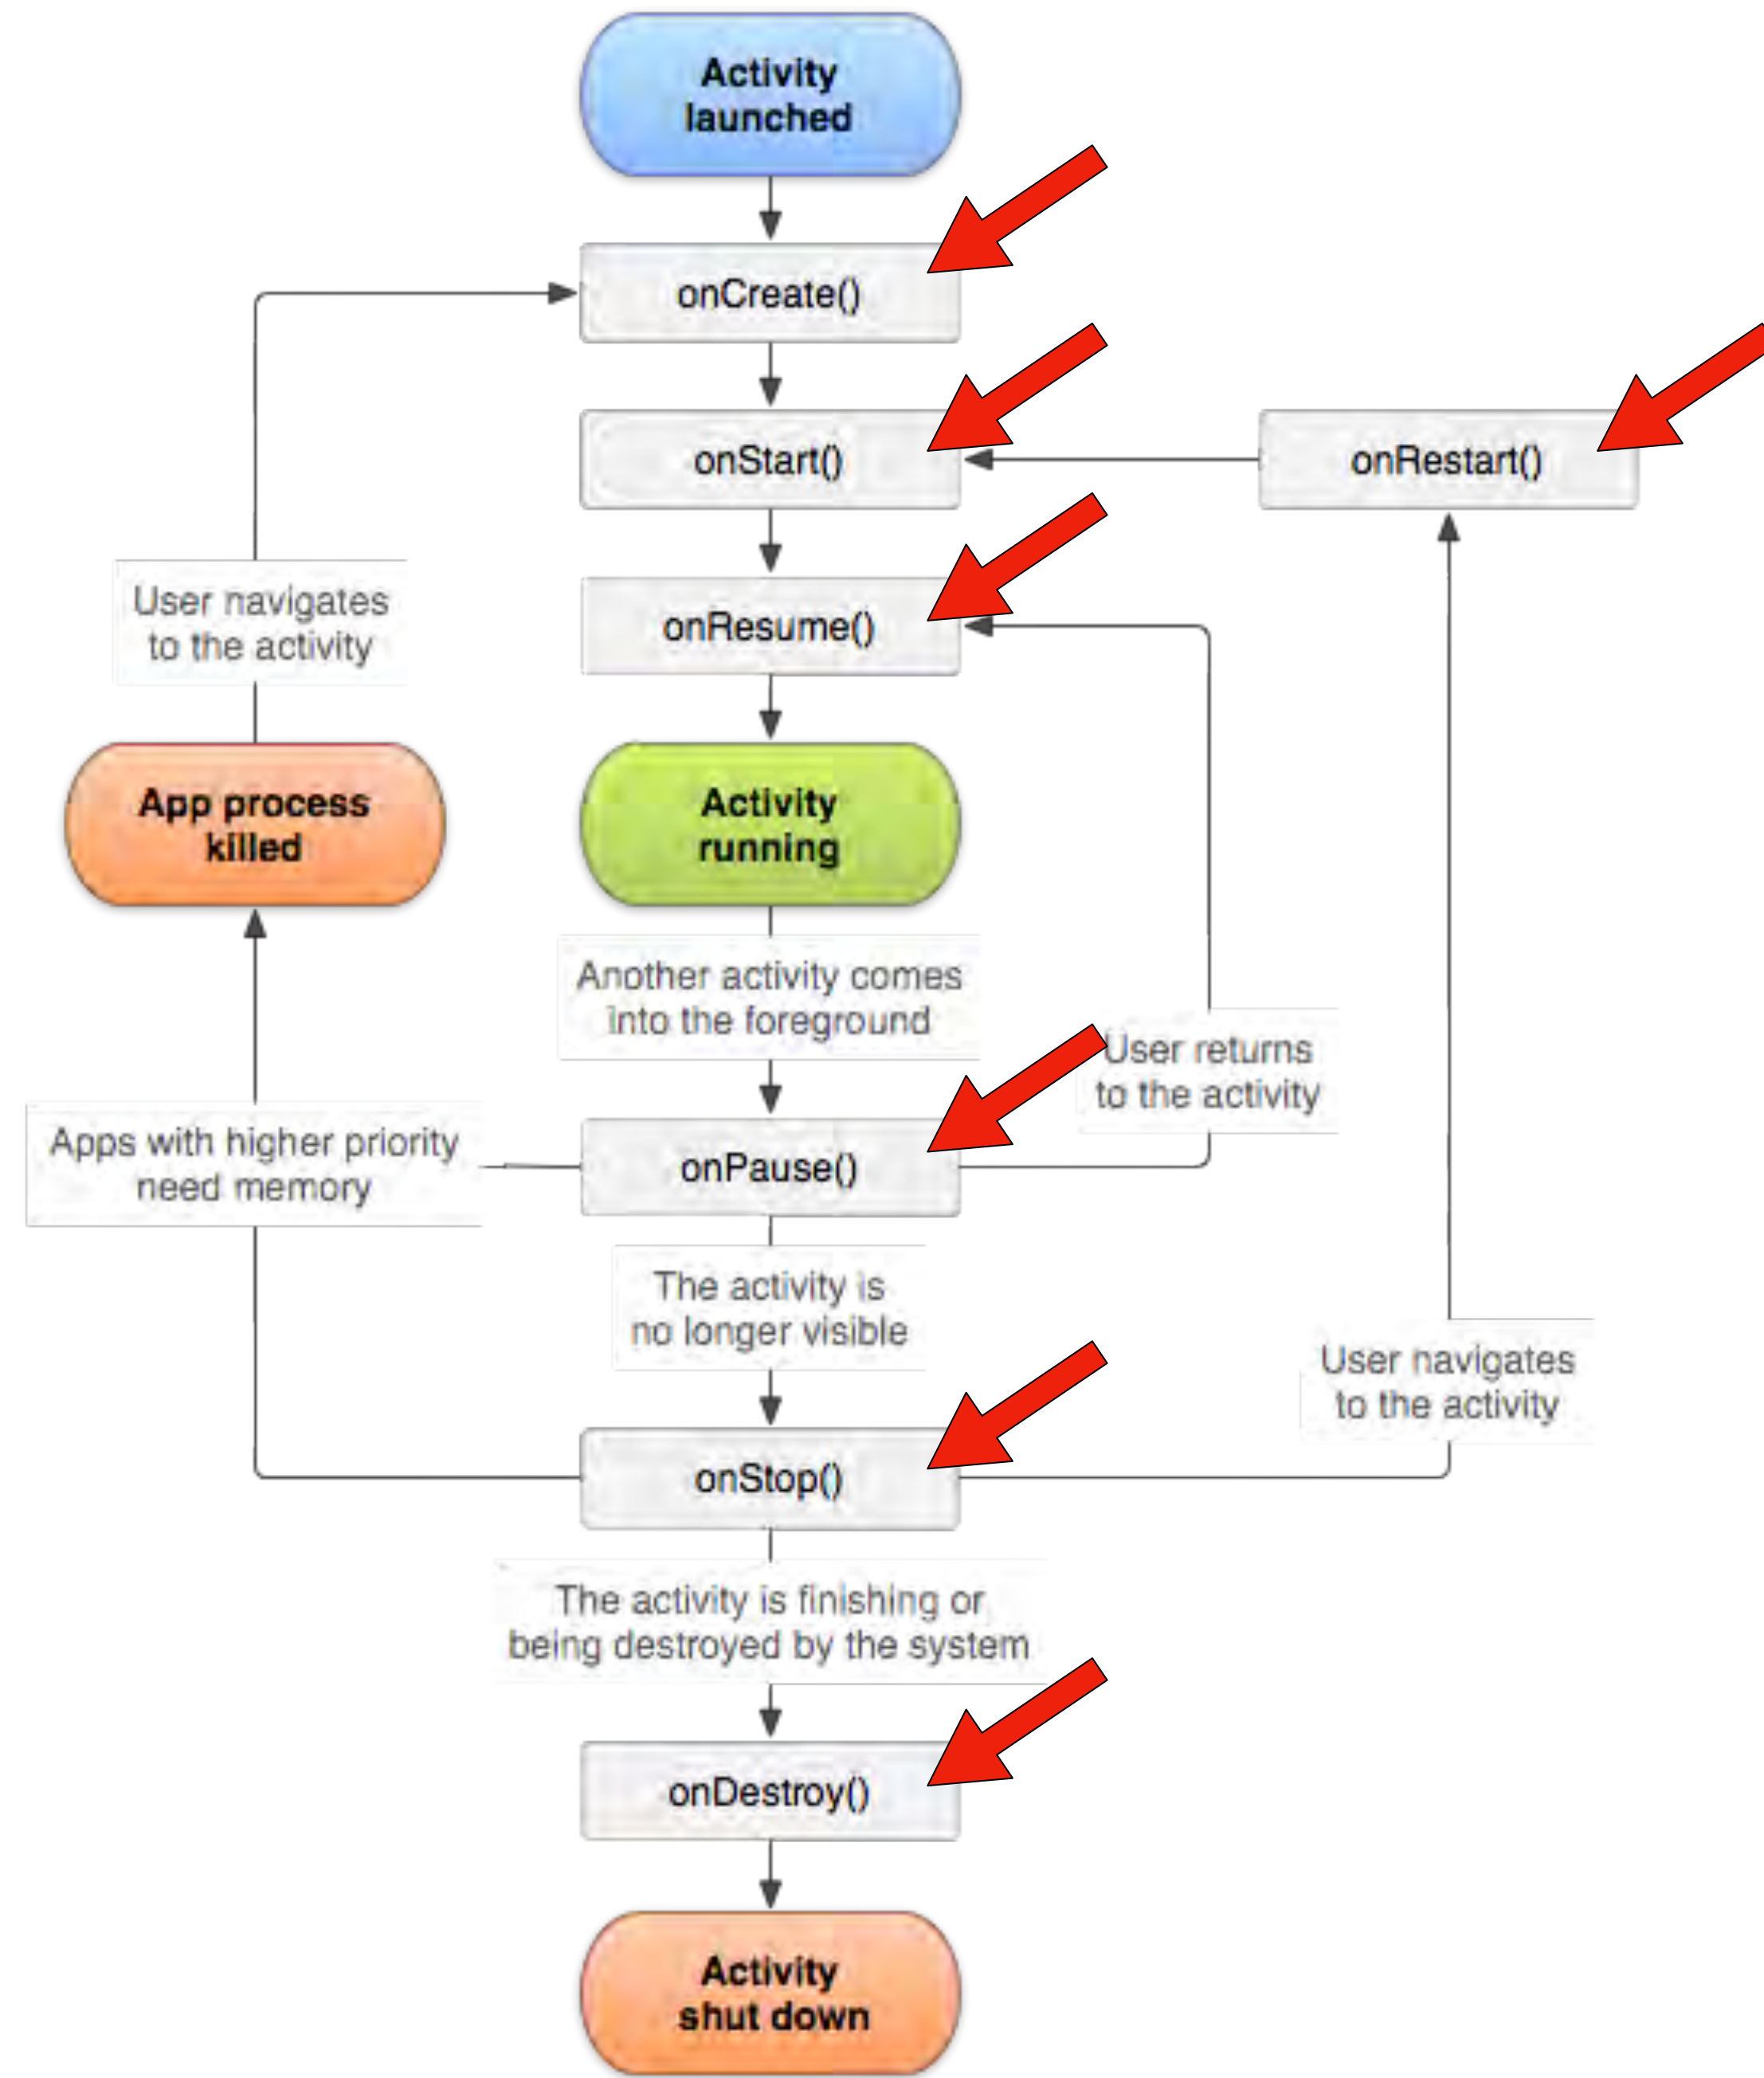 Activity
launched
onCreate()
onStart()
onRestart()
onResume()
User navigates
to the activity
App process
killed
Activity
running
Another activity comes
into the foreground
User returns
to the activity
Apps with higher priority
need memory
onPause()
The activity is
no longer visible
User navigates
to the activity
onStop()
The activity is finishing or
being destroyed by the system
onDestroy()
Activity
shut down